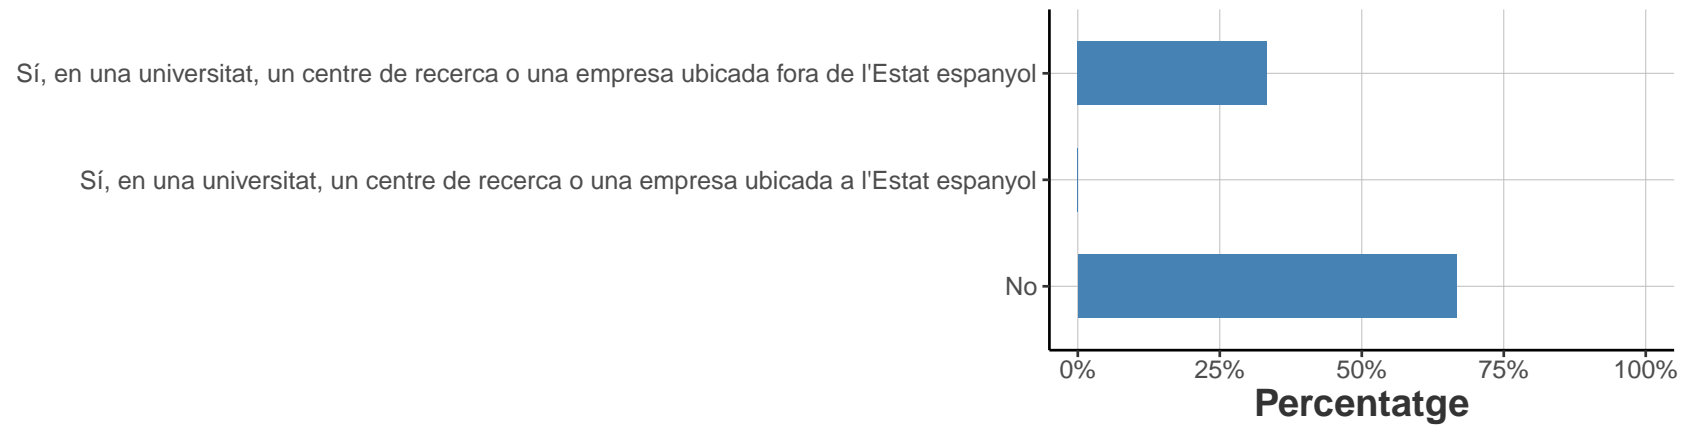 Sí, en una universitat, un centre de recerca o una empresa ubicada fora de l'Estat espanyol
Sí, en una universitat, un centre de recerca o una empresa ubicada a l'Estat espanyol
No
0% 25% 50% 75% 100%
Percentatge